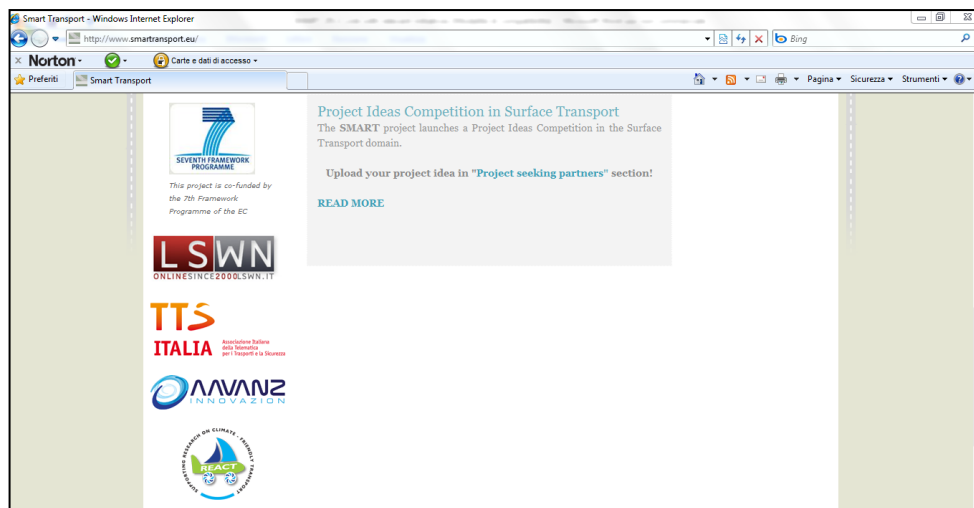 Smart Transport - Windows Internet Explorer
http://www.smartransport.eu/
Bing
x Norton
Carte e dati di accesso
Preferiti
Smart Transport
Pagina
Sicurezza
Strumenti
SEVENTH FRAMEWORK
PROGRAMME
This project is co-funded by
the 7th Framework
Programme of the EC
LSWN
ONLINESINCE2000LSWN.IT
TTS
ITALIA
Associazione Italiana
della Telematica
per i Trasporti e la Sicurezza
AAVANZ
INNOVAZION
SUPPORTING RESEARCH ON CLIMATE - FRIENDLY TRANSPORT
REACT
Project Ideas Competition in Surface Transport
The SMART project launches a Project Ideas Competition in the Surface
Transport domain.
Upload your project idea in "Project seeking partners" section!
READ MORE